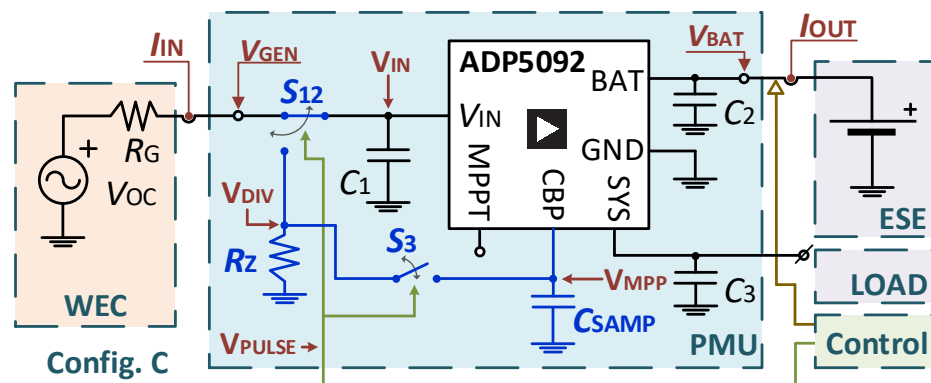 IIN
VGEN
VIN
VBAT
IOUT
ADP5092
S12
BAT
RG
VIN
C2
VOC
C1
GND
MPPT
CBP
SYS
VDIV
S3
ESE
RZ
VMPP
C3
LOAD
WEC
CSAMP
VPULSE
PMU
Control
Config. C